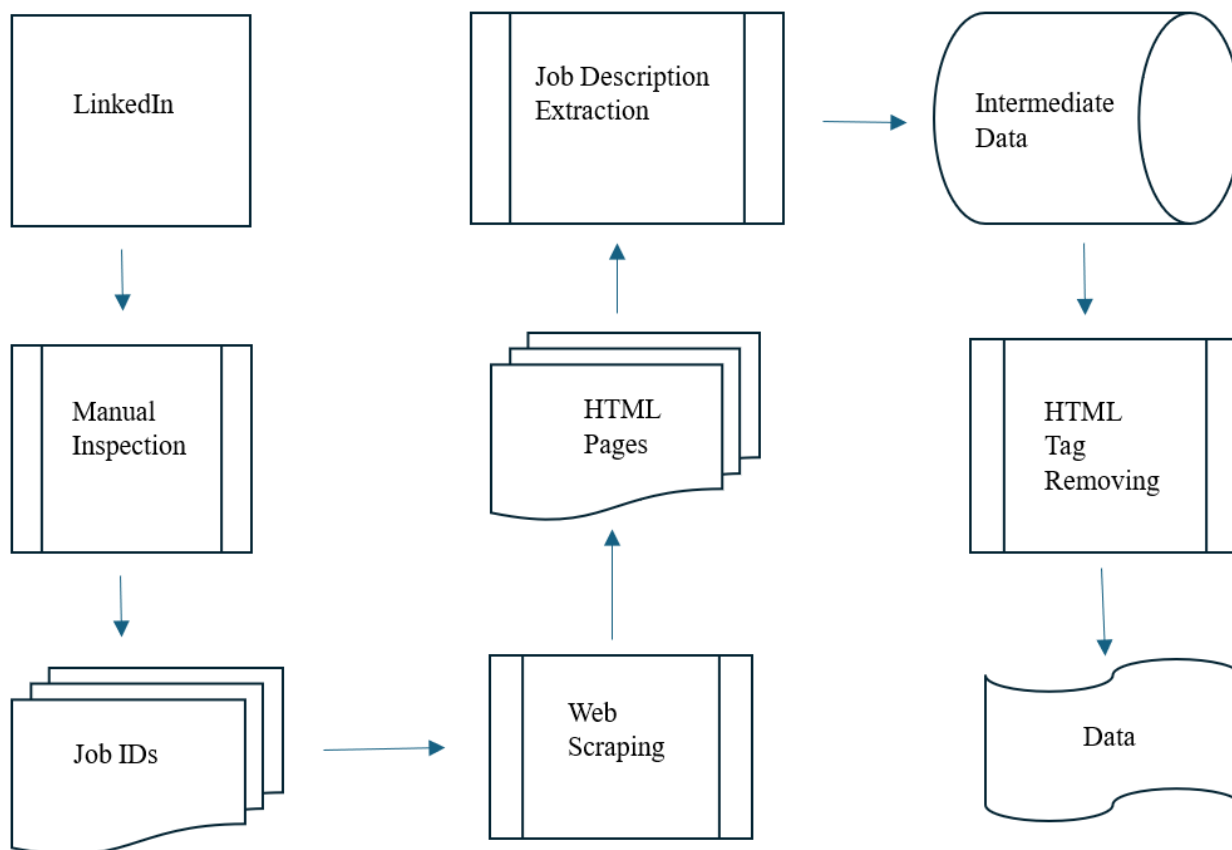 LinkedIn
Manual
Inspection
Job IDs
Web
Scraping
HTML
Pages
Job Description
Extraction
Intermediate
Data
HTML
Tag
Removing
Data